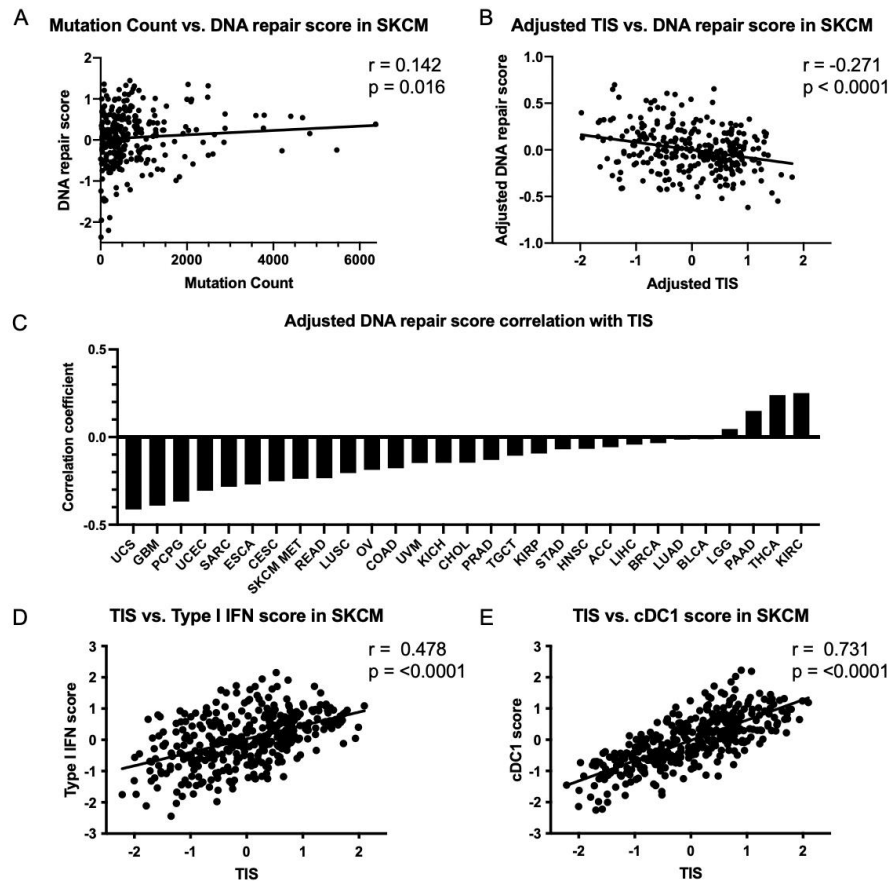 A
Mutation Count vs. DNA repair score in SKCM
r = 0.142
p = 0.016
DNA repair score
2
1
0
-1
-2
0
2000
4000
6000
Mutation Count
B
Adjusted TIS vs. DNA repair score in SKCM
r = -0.271
p < 0.0001
Adjusted DNA repair score
1.0
0.5
0.0
-0.5
-1.0
-2
-1
0
1
2
Adjusted TIS
C
Adjusted DNA repair score correlation with TIS
Correlation coefficient
0.5
0.0
-0.5
UCS
GBM
PCPG
UCEC
SARC
ESCA
CESC
SKCM MET
READ
LUSC
OV
COAD
UVM
KICH
CHOL
PRAD
TGCT
KIRP
STAD
HNSC
ACC
LIHC
BRCA
LUAD
BLCA
LGG
PAAD
THCA
KIRC
D
TIS vs. Type I IFN score in SKCM
r = 0.478
p = <0.0001
Type I IFN score
3
2
1
0
-1
-2
-3
-2
-1
0
1
2
TIS
E
TIS vs. cDC1 score in SKCM
r = 0.731
p = <0.0001
cDC1 score
3
2
1
0
-1
-2
-3
-2
-1
0
1
2
TIS